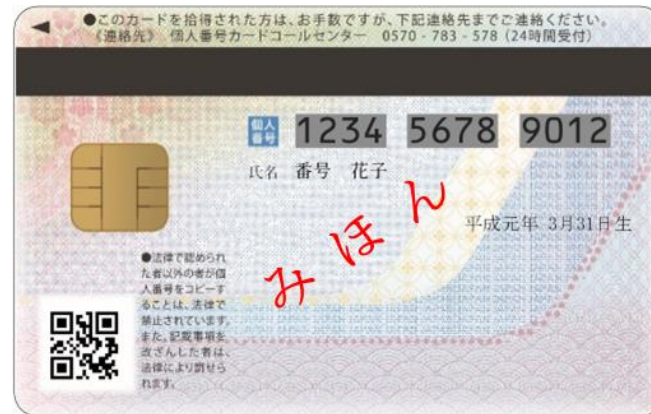 ●このカードを拾得された方は、お手数ですが、下記連絡先までご連絡ください。
《連絡先》 個人番号カードコールセンター 0570-783-578 (24時間受付)
個人番号 1234 5678 9012
氏名 番号 花子
平成元年 3月31日生
みほん
●法律で認められ
た者以外の者が個
人番号をコピーす
ることは、法律で
禁止されています。
また、記載事項を
改ざんした者は、
法律により罰せら
れます。